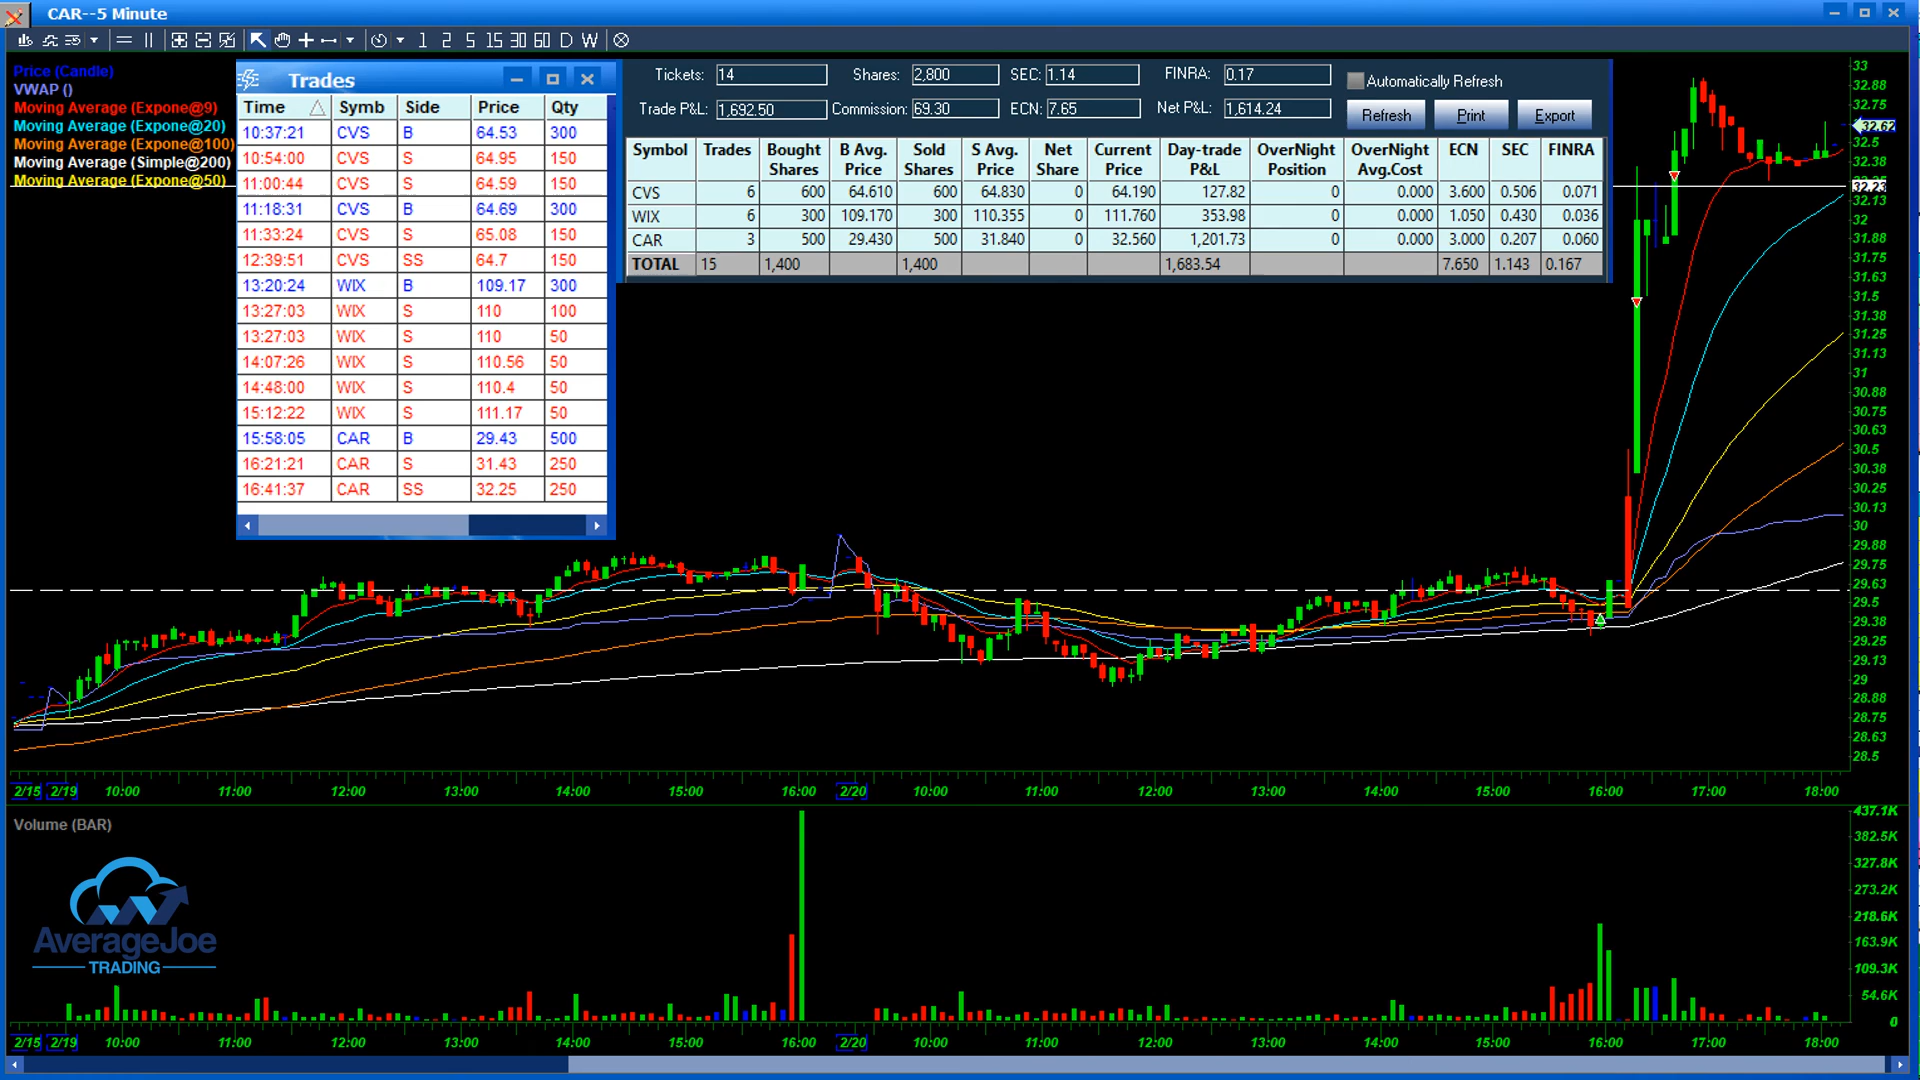 CAR--5 Minute
1 2 5 15 30 60 D W
Price (Candle)
VWAP ()
Moving Average (Expone@9)
Moving Average (Expone@20)
Moving Average (Expone@100)
Moving Average (Simple@200)
Moving Average (Expone@50)
Trades
Time Symb Side Price Qty
10:37:21 CVS B 64.53 300
10:54:00 CVS S 64.95 150
11:00:44 CVS S 64.59 150
11:18:31 CVS B 64.69 300
11:33:24 CVS S 65.08 150
12:39:51 CVS SS 64.7 150
13:20:24 WIX B 109.17 300
13:27:03 WIX S 110 100
13:27:03 WIX S 110 50
14:07:26 WIX S 110.56 50
14:48:00 WIX S 110.4 50
15:12:22 WIX S 111.17 50
15:58:05 CAR B 29.43 500
16:21:21 CAR S 31.43 250
16:41:37 CAR SS 32.25 250
Tickets: 14 Shares: 2,800 SEC: 1.14 FINRA: 0.17 Automatically Refresh
Trade P&L: 1,692.50 Commission: 69.30 ECN: 7.65 Net P&L: 1,614.24 Refresh Print Export
Symbol Trades Bought Shares B Avg. Price Sold Shares S Avg. Price Net Share Current Price Day-trade P&L OverNight Position OverNight Avg.Cost ECN SEC FINRA
CVS 6 600 64.610 600 64.830 0 64.190 127.82 0 0.000 3.600 0.506 0.071
WIX 6 300 109.170 300 110.355 0 111.760 353.98 0 0.000 1.050 0.430 0.036
CAR 3 500 29.430 500 31.840 0 32.560 1,201.73 0 0.000 3.000 0.207 0.060
TOTAL 15 1,400 1,400 1,683.54 7.650 1.143 0.167
33
32.88
32.75
32.62
32.5
32.38
32.23
32.13
32
31.88
31.75
31.63
31.5
31.38
31.25
31.13
31
30.88
30.75
30.63
30.5
30.38
30.25
30.13
30
29.88
29.75
29.63
29.5
29.38
29.25
29.13
29
28.88
28.75
28.63
28.5
2/15 2/19 10:00 11:00 12:00 13:00 14:00 15:00 16:00 2/20 10:00 11:00 12:00 13:00 14:00 15:00 16:00 17:00 18:00
Volume (BAR)
AverageJoe
TRADING
437.1K
382.5K
327.8K
273.2K
218.6K
163.9K
109.3K
54.6K
0
2/15 2/19 10:00 11:00 12:00 13:00 14:00 15:00 16:00 2/20 10:00 11:00 12:00 13:00 14:00 15:00 16:00 17:00 18:00